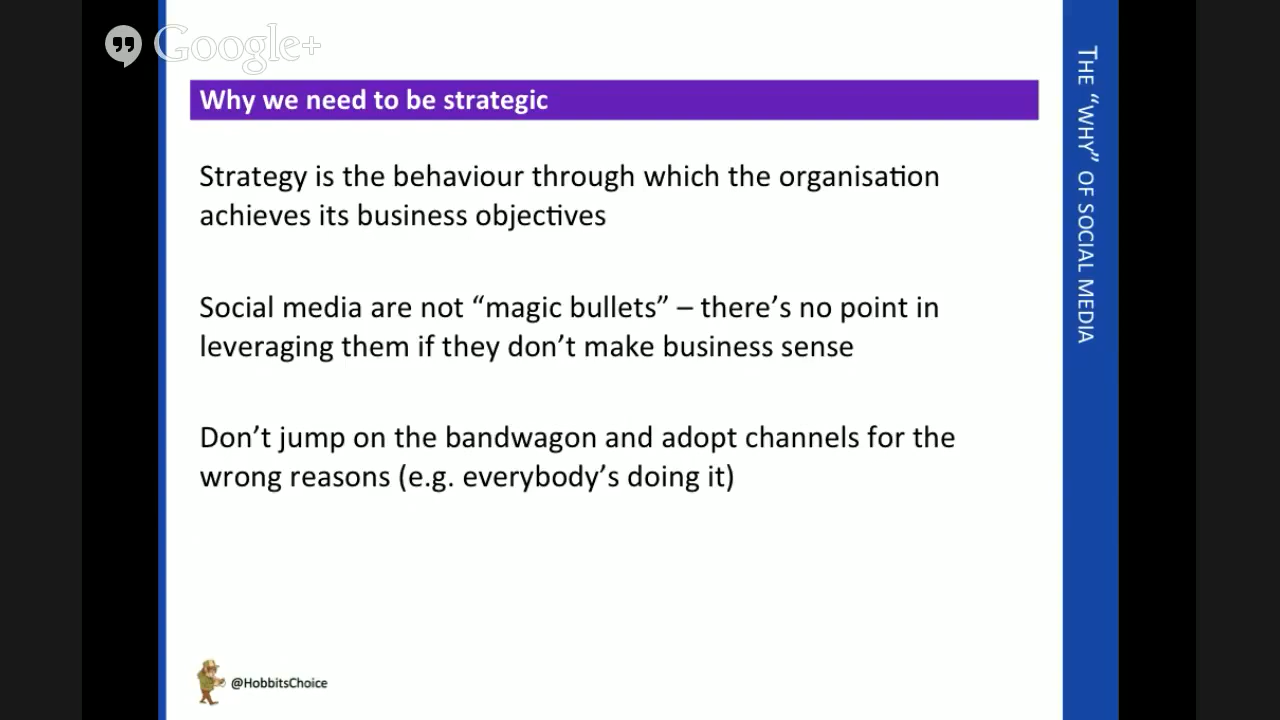 Google+
Why we need to be strategic
THE “WHY” OF SOCIAL MEDIA
Strategy is the behaviour through which the organisation
achieves its business objectives
Social media are not “magic bullets” – there’s no point in
leveraging them if they don’t make business sense
Don’t jump on the bandwagon and adopt channels for the
wrong reasons (e.g. everybody’s doing it)
@HobbitsChoice